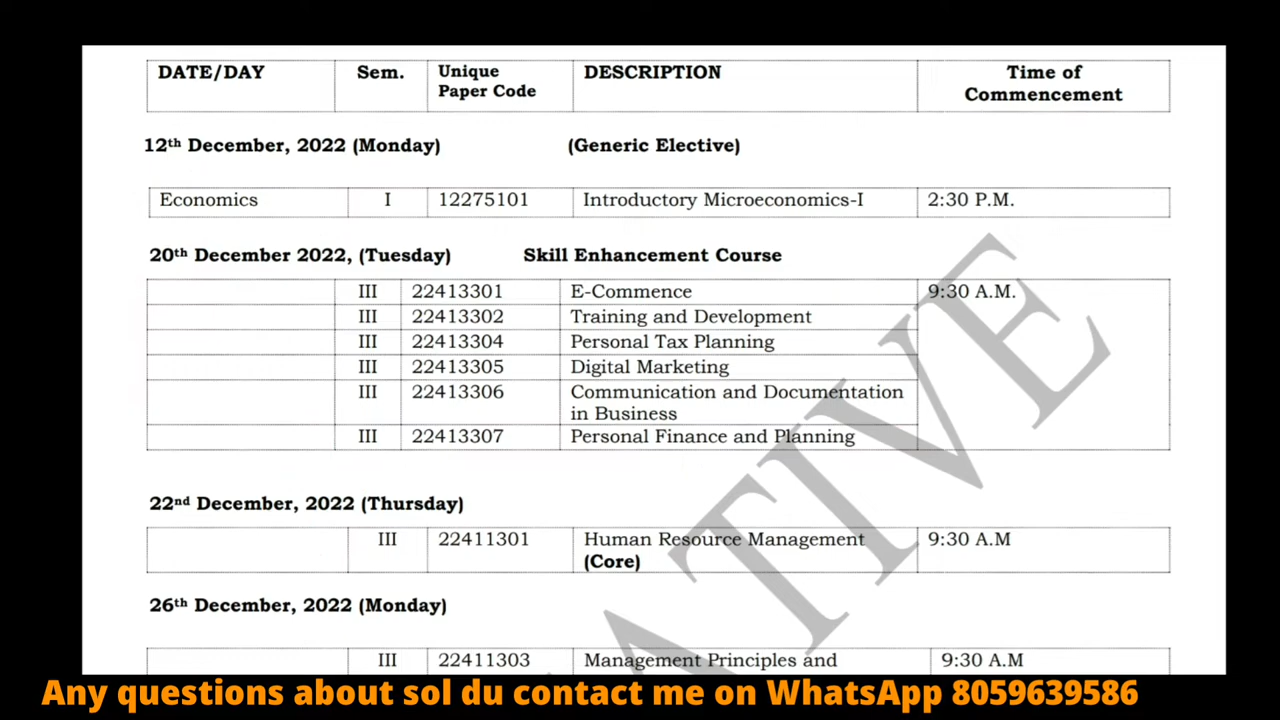 DATE/DAY Sem. Unique Paper Code DESCRIPTION Time of Commencement
12th December, 2022 (Monday) (Generic Elective)
Economics I 12275101 Introductory Microeconomics-I 2:30 P.M.
20th December 2022, (Tuesday) Skill Enhancement Course
III 22413301 E-Commence 9:30 A.M.
III 22413302 Training and Development
III 22413304 Personal Tax Planning
III 22413305 Digital Marketing
III 22413306 Communication and Documentation
in Business
III 22413307 Personal Finance and Planning
22nd December, 2022 (Thursday)
III 22411301 Human Resource Management 9:30 A.M
(Core)
26th December, 2022 (Monday)
III 22411303 Management Principles and 9:30 A.M
ATIVE
Any questions about sol du contact me on WhatsApp 8059639586